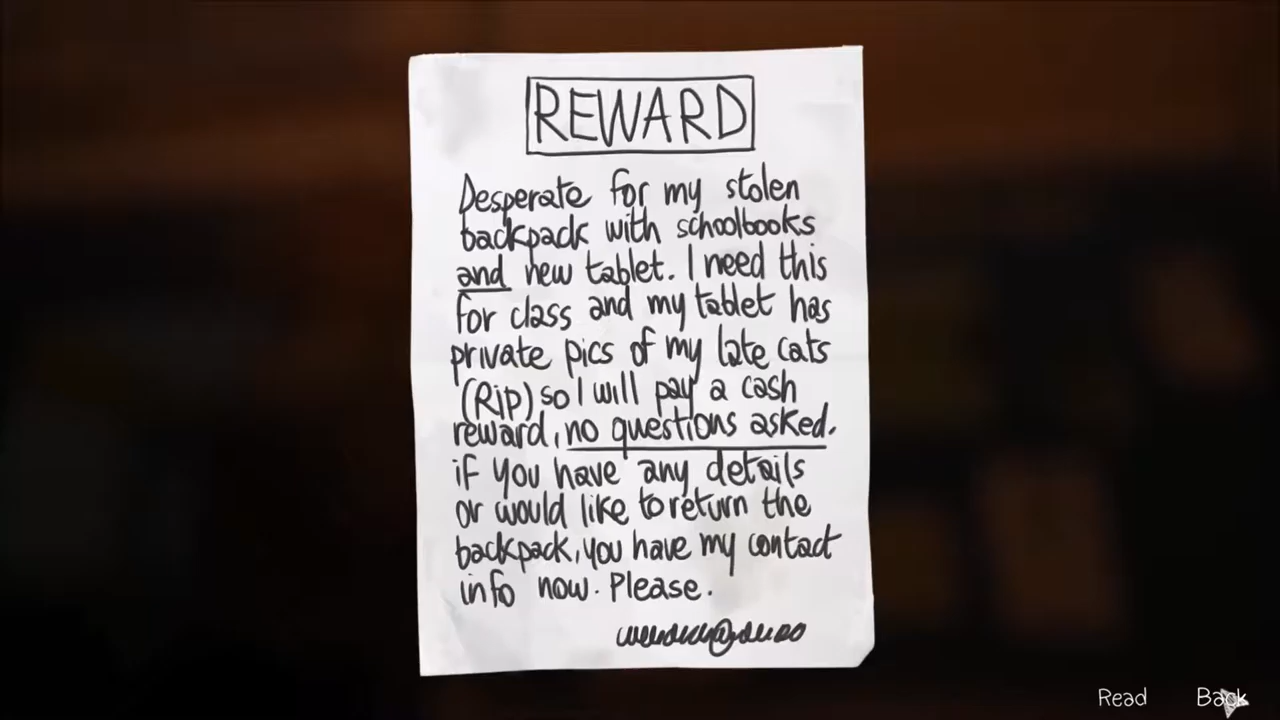 REWARD
Desperate for my stolen
backpack with schoolbooks
and new tablet. I need this
for class and my tablet has
private pics of my late cats
(Rip) so I will pay a cash
reward, no questions asked.
if you have any details
or would like to return the
backpack, you have my contact
info now. Please.
Read Back